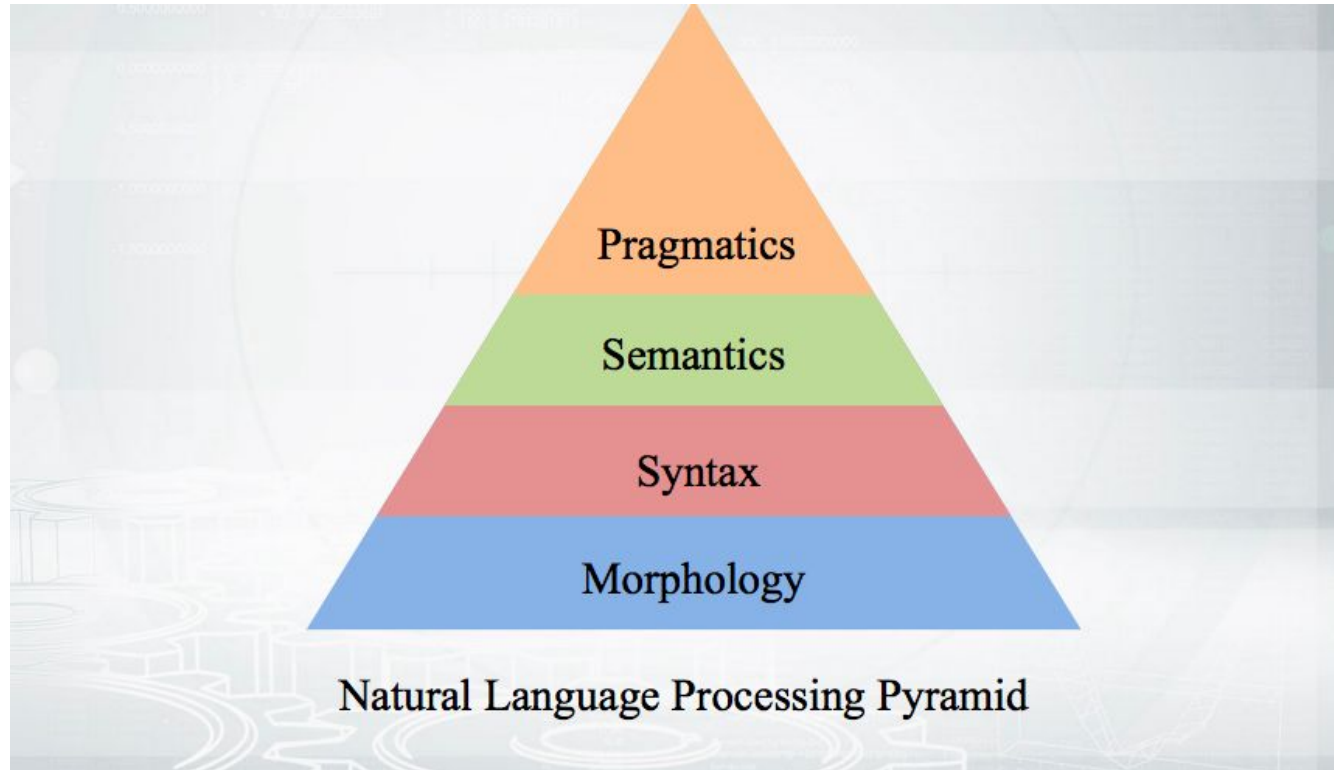 Pragmatics
Semantics
Syntax
Morphology
Natural Language Processing Pyramid